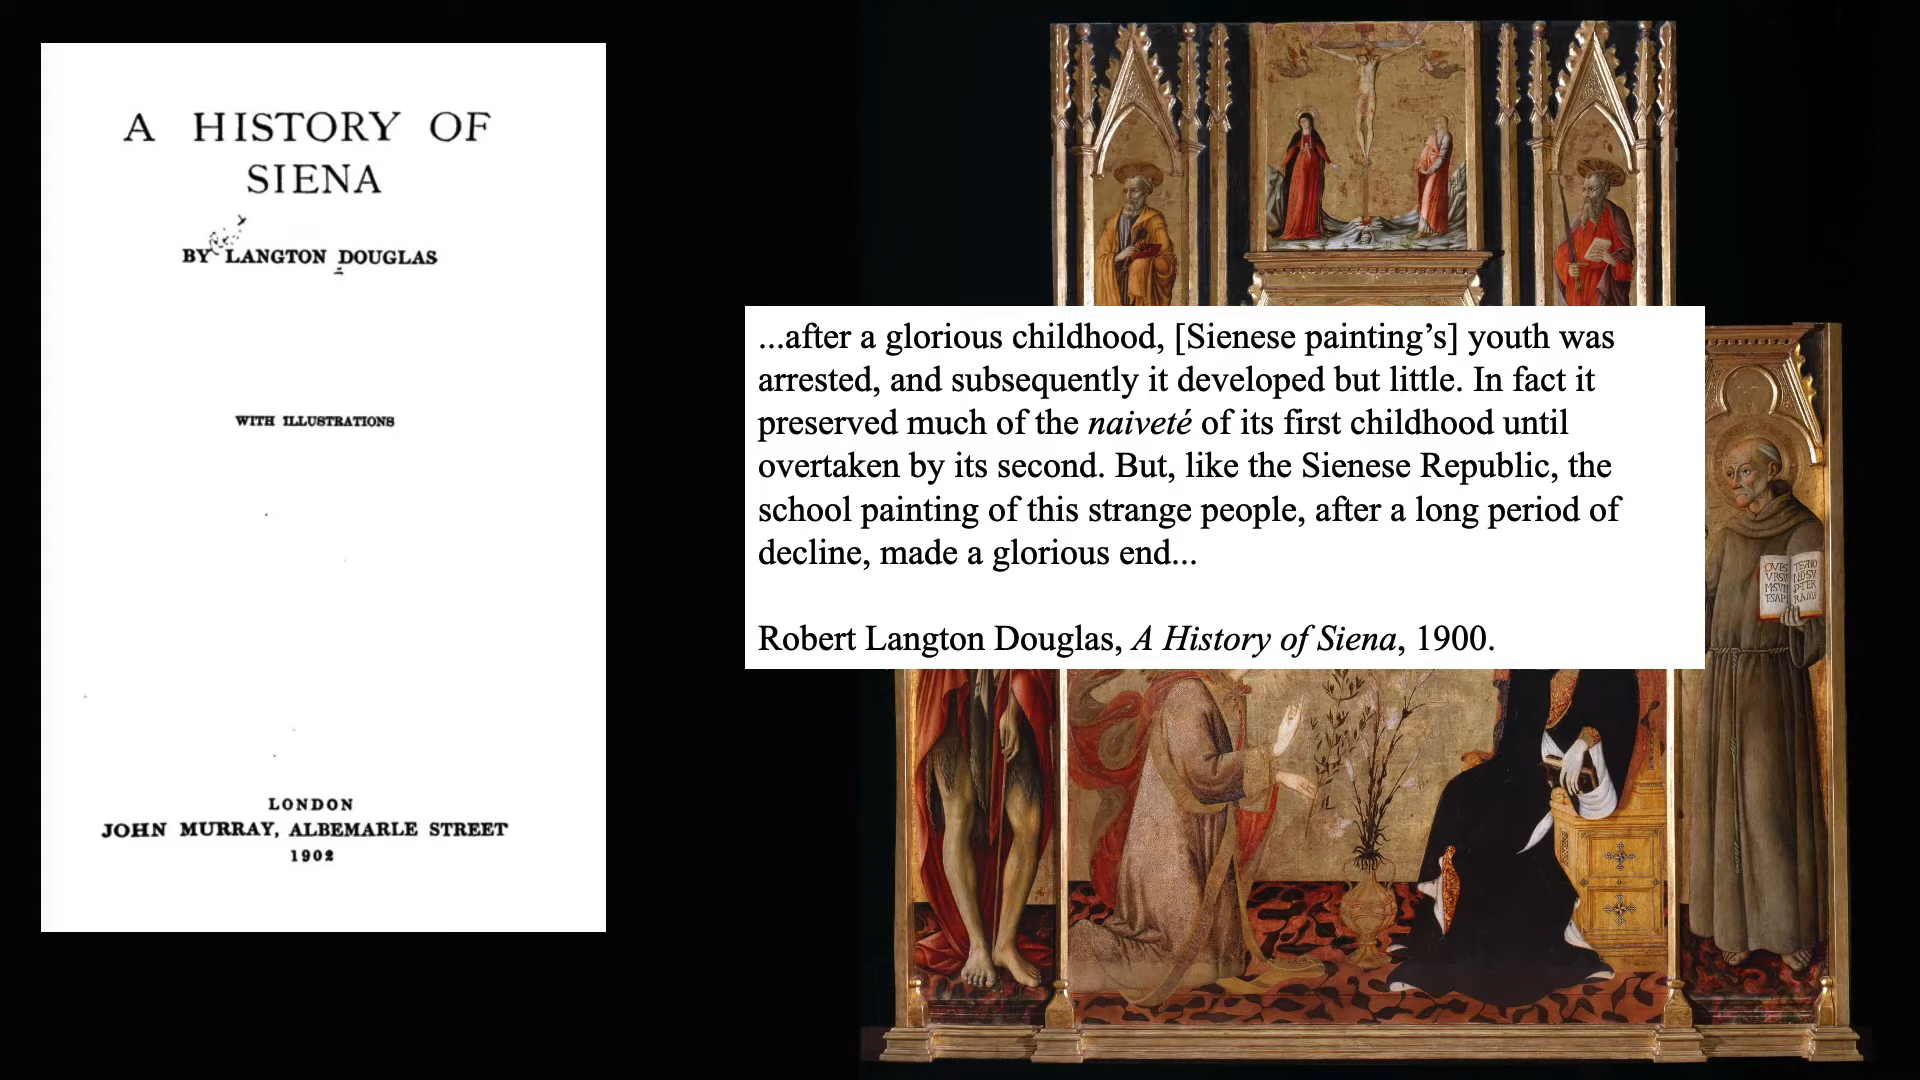 A HISTORY OF
SIENA
BY LANGTON DOUGLAS
WITH ILLUSTRATIONS
LONDON
JOHN MURRAY, ALBEMARLE STREET
1902
...after a glorious childhood, [Sienese painting’s] youth was
arrested, and subsequently it developed but little. In fact it
preserved much of the naiveté of its first childhood until
overtaken by its second. But, like the Sienese Republic, the
school painting of this strange people, after a long period of
decline, made a glorious end...
Robert Langton Douglas, A History of Siena, 1900.